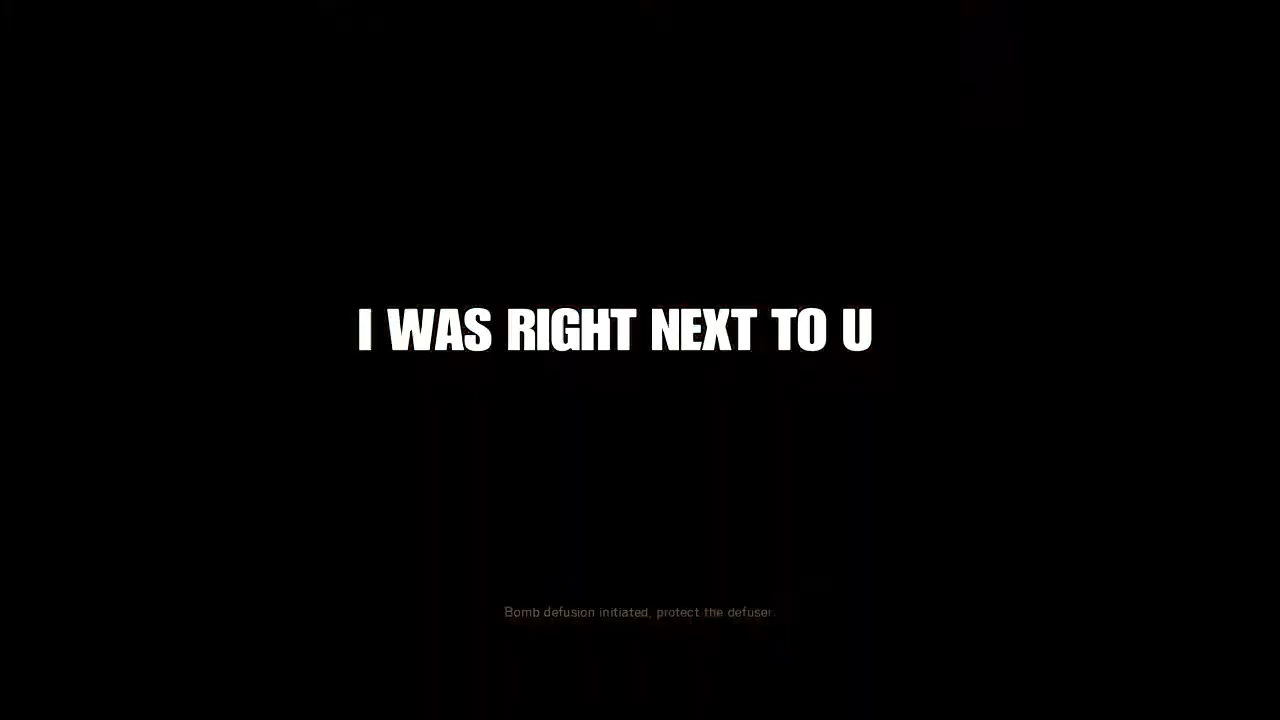 I WAS RIGHT NEXT TO U
Bomb defusion initiated, protect the defuser.